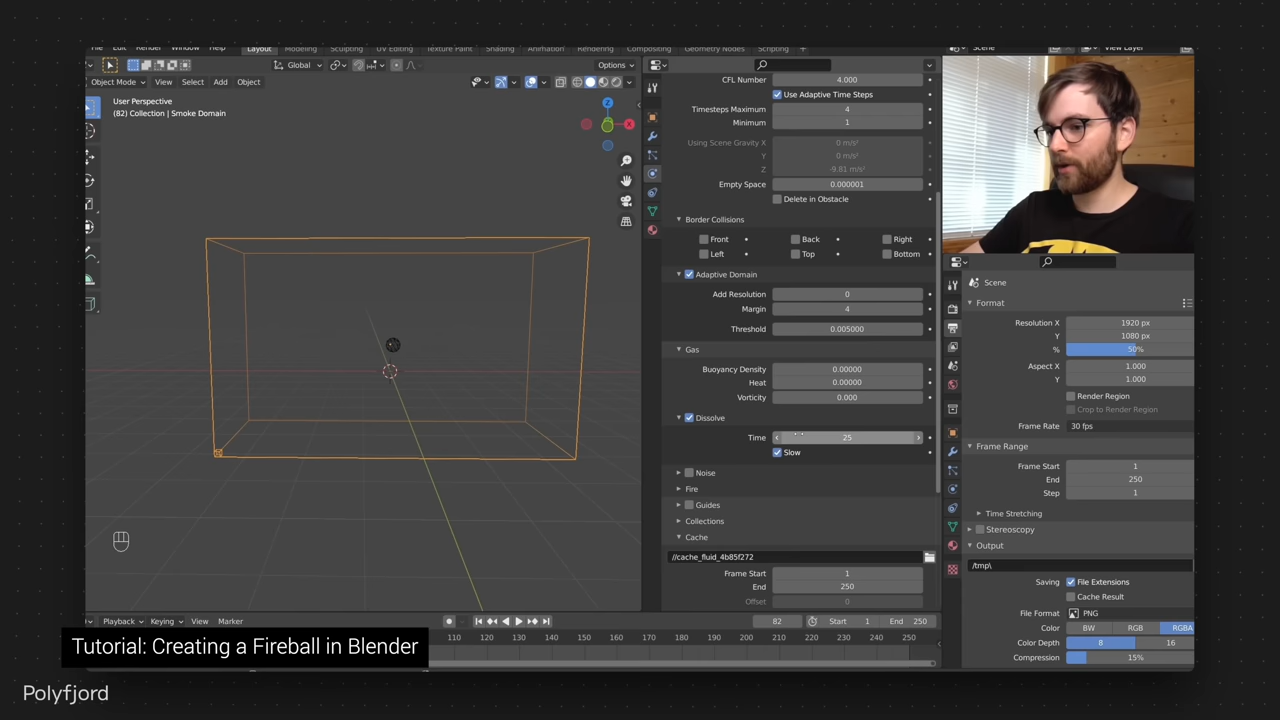 File Edit Render Window Help Layout Modeling Sculpting UV Editing Texture Paint Shading Animation Rendering Compositing Geometry Nodes Scripting +
Scene View Layer
Global
Options
Object Mode View Select Add Object
User Perspective
(82) Collection | Smoke Domain
Z
X
CFL Number 4.000
Use Adaptive Time Steps
Timesteps Maximum 4
Minimum 1
Using Scene Gravity X 0 m/s²
Y 0 m/s²
Z -9.81 m/s²
Empty Space 0.000001
Delete in Obstacle
Border Collisions
Front Back Right
Left Top Bottom
Adaptive Domain
Add Resolution 0
Margin 4
Threshold 0.005000
Gas
Buoyancy Density 0.00000
Heat 0.00000
Vorticity 0.000
Dissolve
Time 25
Slow
Noise
Fire
Guides
Collections
Cache
//cache_fluid_4b85f272
Frame Start 1
End 250
Offset 0
Scene
Format
Resolution X 1920 px
Y 1080 px
% 50%
Aspect X 1.000
Y 1.000
Render Region
Crop to Render Region
Frame Rate 30 fps
Frame Range
Frame Start 1
End 250
Step 1
Time Stretching
Stereoscopy
Output
/tmp\
Saving File Extensions
Cache Result
File Format PNG
Color BW RGB RGBA
Color Depth 8 16
Compression 15%
Playback Keying View Marker
82 Start 1 End 250
110 120 130 140 150 160 170 180 190 200 210 220 230 240 250
Tutorial: Creating a Fireball in Blender
Polyfjord